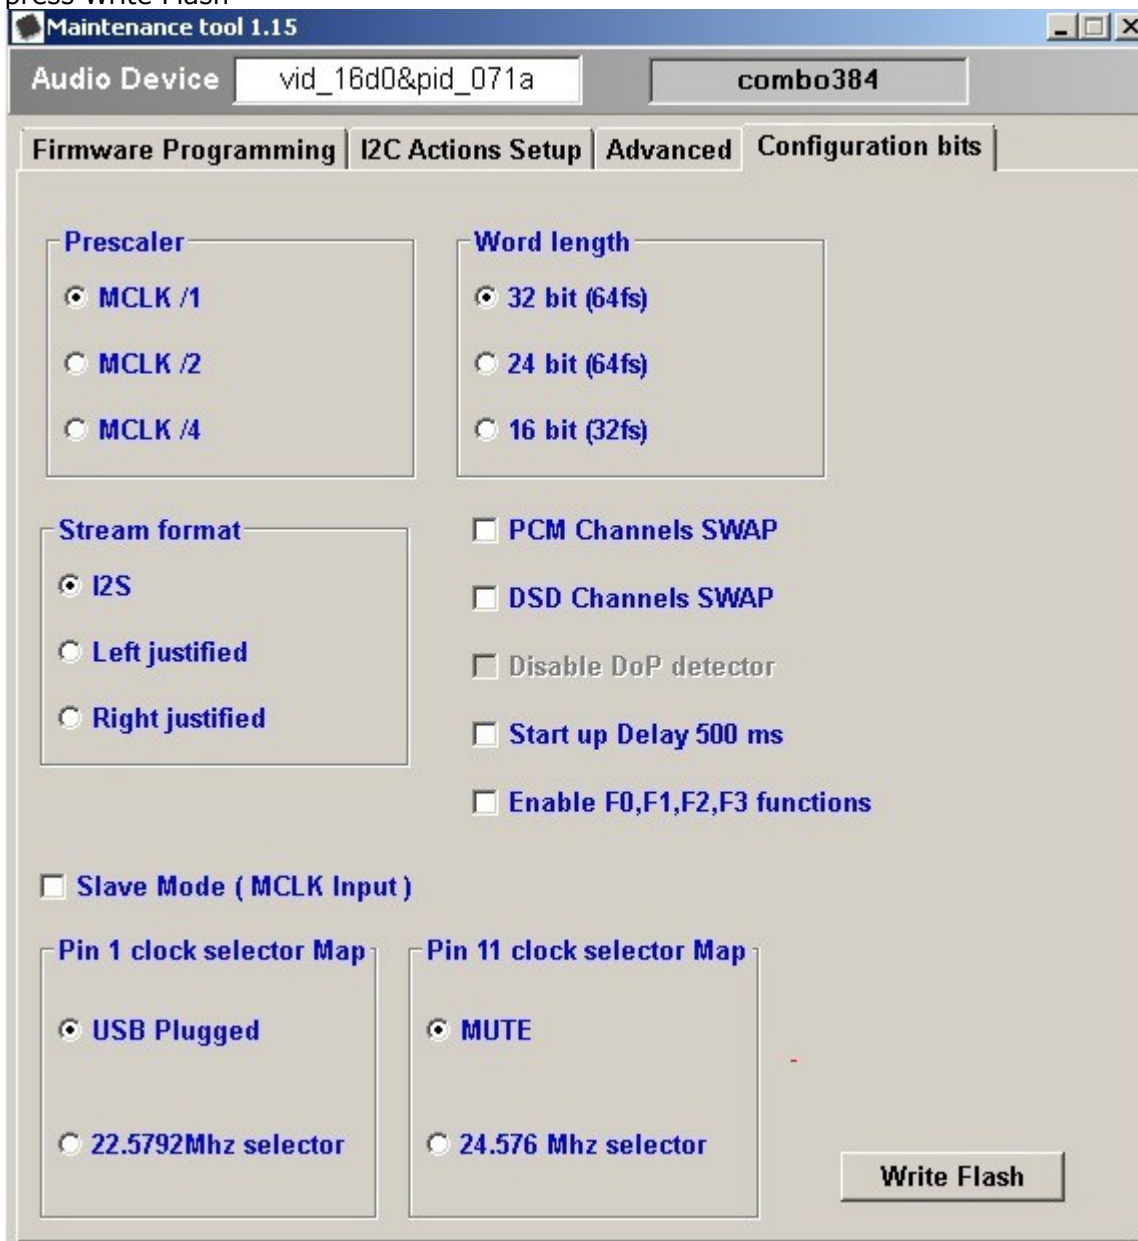 press Write Flash
Maintenance tool 1.15
Audio Device vid_16d0&pid_071a combo384
Firmware Programming I2C Actions Setup Advanced Configuration bits
Prescaler
MCLK /1
MCLK /2
MCLK /4
Word length
32 bit (64fs)
24 bit (64fs)
16 bit (32fs)
Stream format
I2S
Left justified
Right justified
PCM Channels SWAP
DSD Channels SWAP
Disable DoP detector
Start up Delay 500 ms
Enable F0,F1,F2,F3 functions
Slave Mode ( MCLK Input )
Pin 1 clock selector Map
USB Plugged
22.5792Mhz selector
Pin 11 clock selector Map
MUTE
24.576 Mhz selector
Write Flash